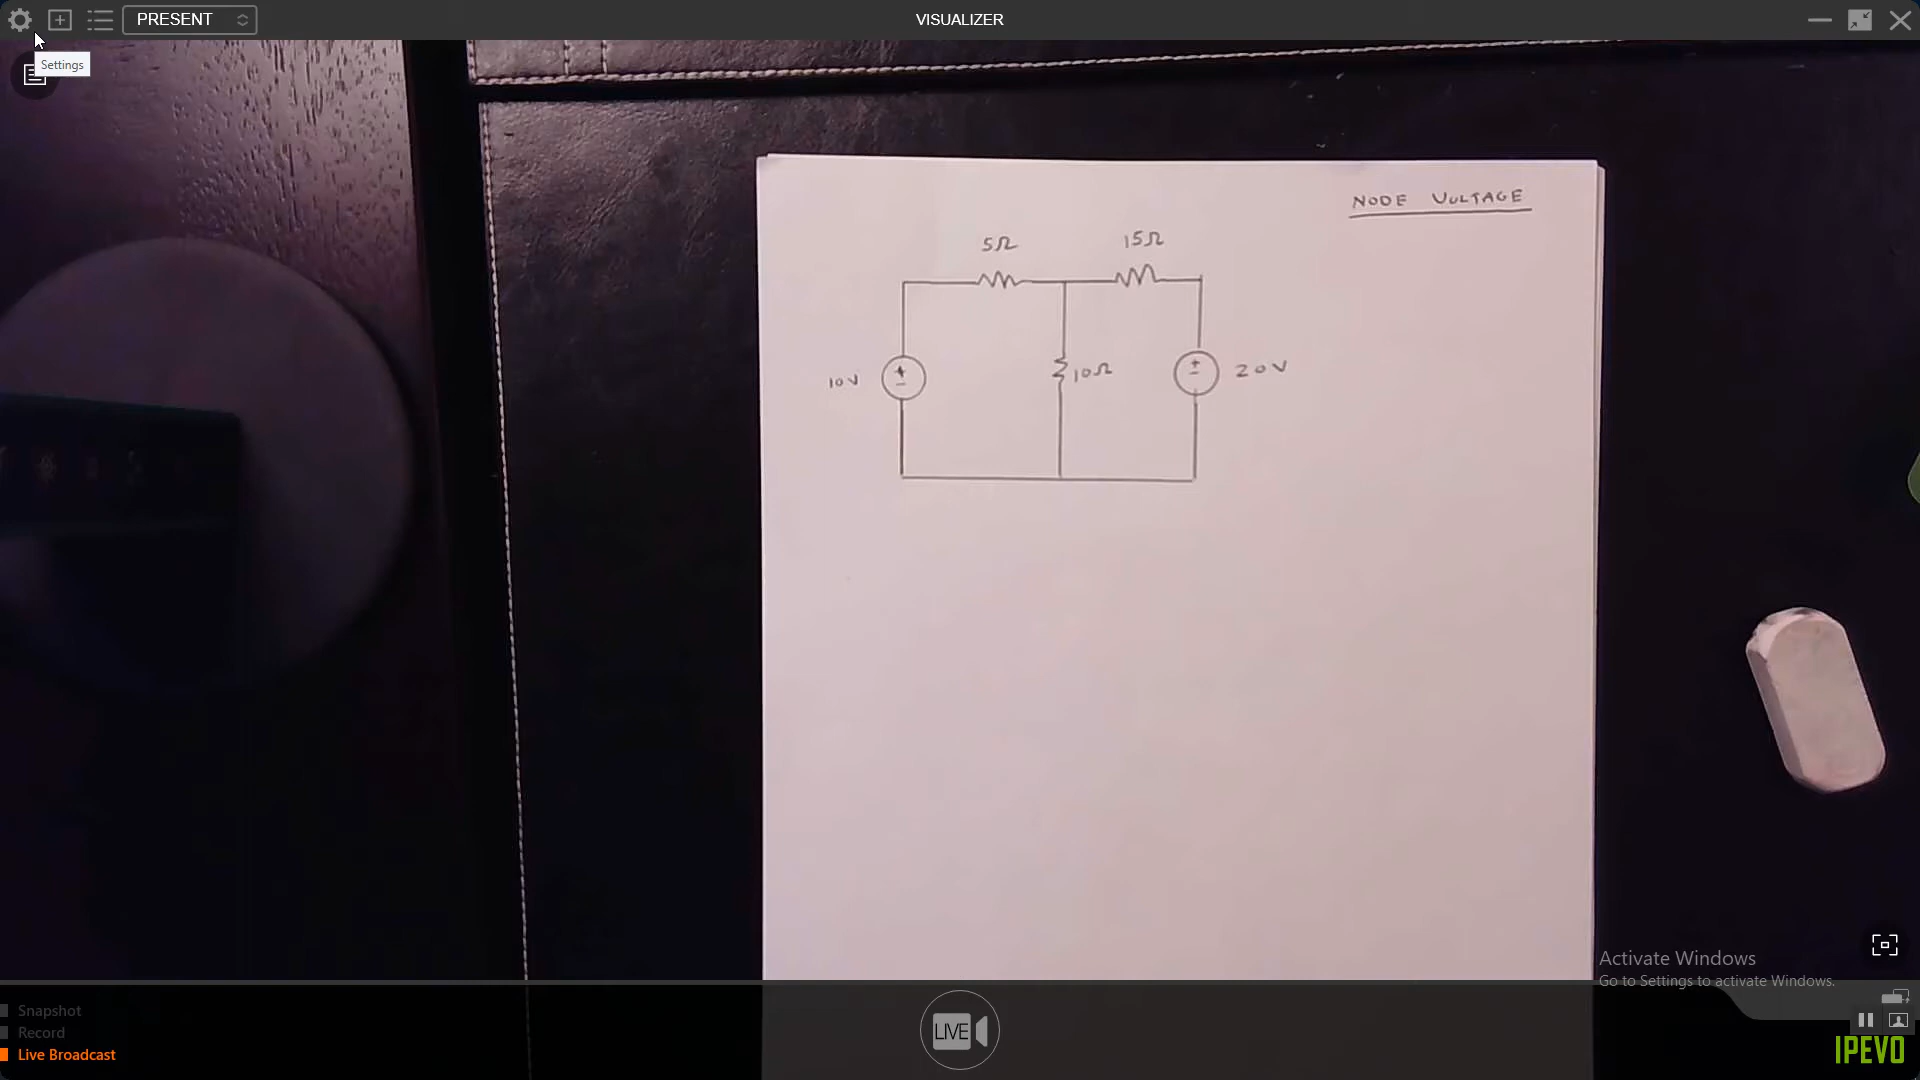 PRESENT
VISUALIZER
Settings
NODE VOLTAGE
5Ω
15Ω
10V
+
-
10Ω
+
-
20V
Activate Windows
Go to Settings to activate Windows.
Snapshot
Record
Live Broadcast
LIVE
IPEVO